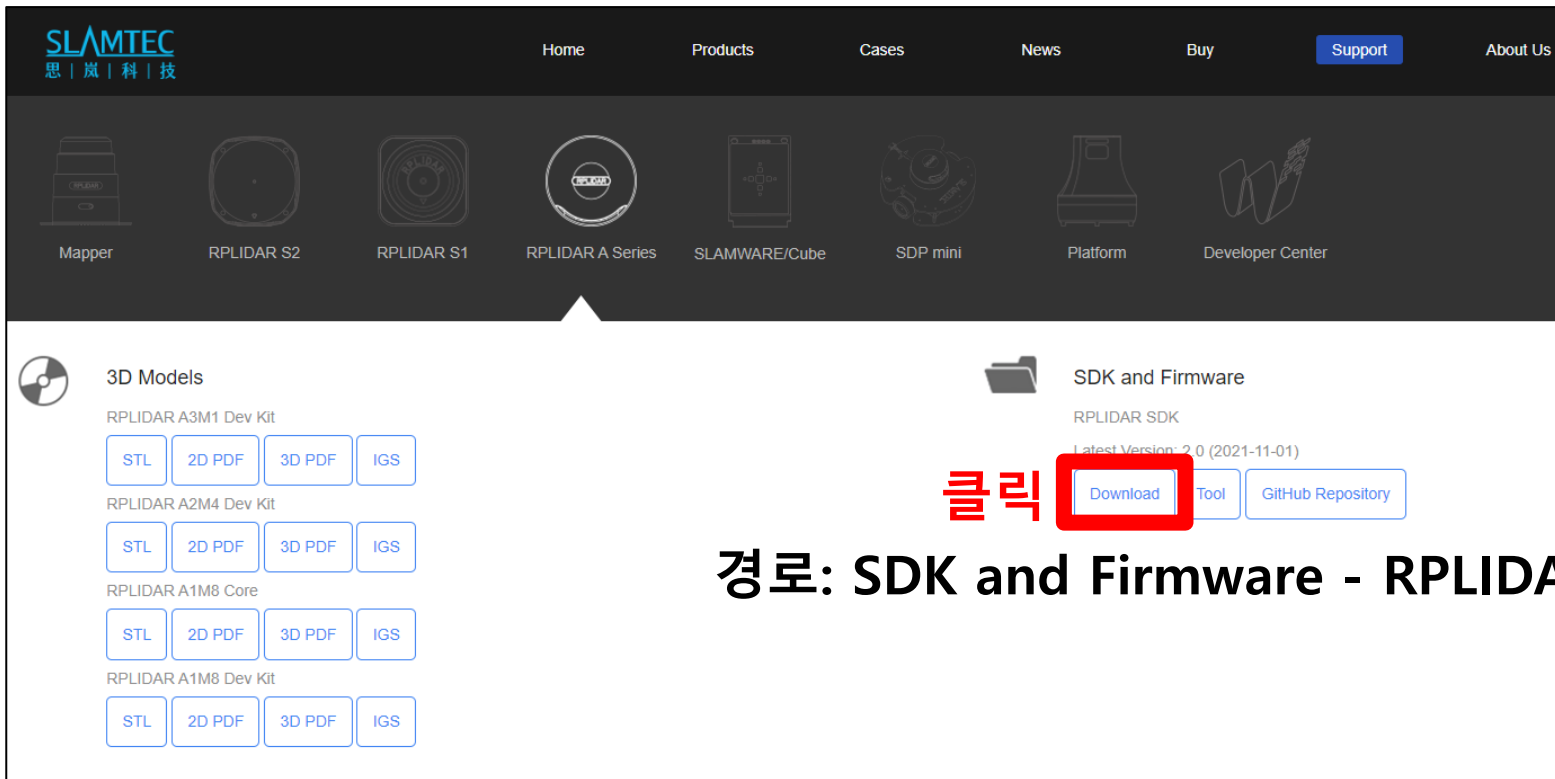 SLAMTEC
思 | 岚 | 科 | 技
Home Products Cases News Buy Support About Us
RPLIDAR
RPLIDAR
RPLIDAR
Mapper RPLIDAR S2 RPLIDAR S1 RPLIDAR A Series SLAMWARE/Cube SDP mini Platform Developer Center
3D Models
RPLIDAR A3M1 Dev Kit
STL 2D PDF 3D PDF IGS
RPLIDAR A2M4 Dev Kit
STL 2D PDF 3D PDF IGS
RPLIDAR A1M8 Core
STL 2D PDF 3D PDF IGS
RPLIDAR A1M8 Dev Kit
STL 2D PDF 3D PDF IGS
SDK and Firmware
RPLIDAR SDK
Latest Version: 2.0 (2021-11-01)
클릭 Download Tool GitHub Repository
경로: SDK and Firmware - RPLIDA